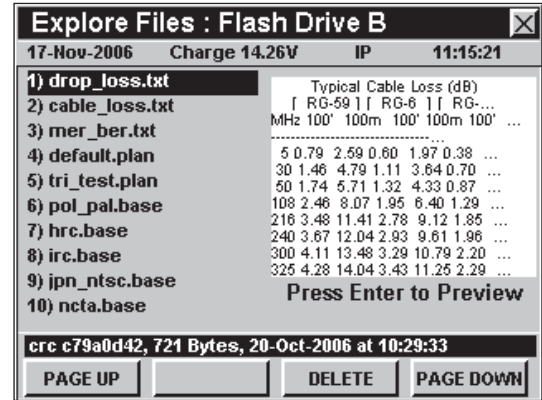 Explore Files : Flash Drive B
17-Nov-2006 Charge 14.26V IP 11:15:21
1) drop_loss.txt
2) cable_loss.txt
3) mer_ber.txt
4) default.plan
5) tri_test.plan
6) pol_pal.base
7) hrc.base
8) irc.base
9) jpn_ntsc.base
10) ncta.base
Typical Cable Loss (dB)
[ RG-59 ] [ RG-6 ] [ RG-...
MHz 100' 100m 100' 100m 100' ...
-----------------------------...
5 0.79 2.59 0.60 1.97 0.38 ...
30 1.46 4.79 1.11 3.64 0.70 ...
50 1.74 5.71 1.32 4.33 0.87 ...
108 2.46 8.07 1.95 6.40 1.29 ...
216 3.48 11.41 2.78 9.12 1.85 ...
240 3.67 12.04 2.93 9.61 1.96 ...
300 4.11 13.48 3.29 10.79 2.20 ...
325 4.28 14.04 3.43 11.25 2.29 ...
Press Enter to Preview
crc c79a0d42, 721 Bytes, 20-Oct-2006 at 10:29:33
PAGE UP DELETE PAGE DOWN